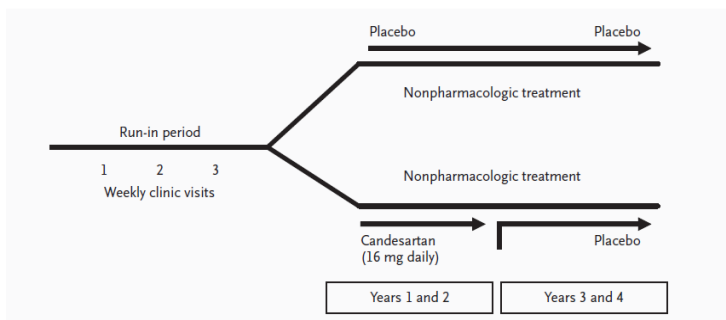 Placebo Placebo
Nonpharmacologic treatment
Run-in period
1 2 3
Weekly clinic visits
Nonpharmacologic treatment
Candesartan Placebo
(16 mg daily)
Years 1 and 2 Years 3 and 4